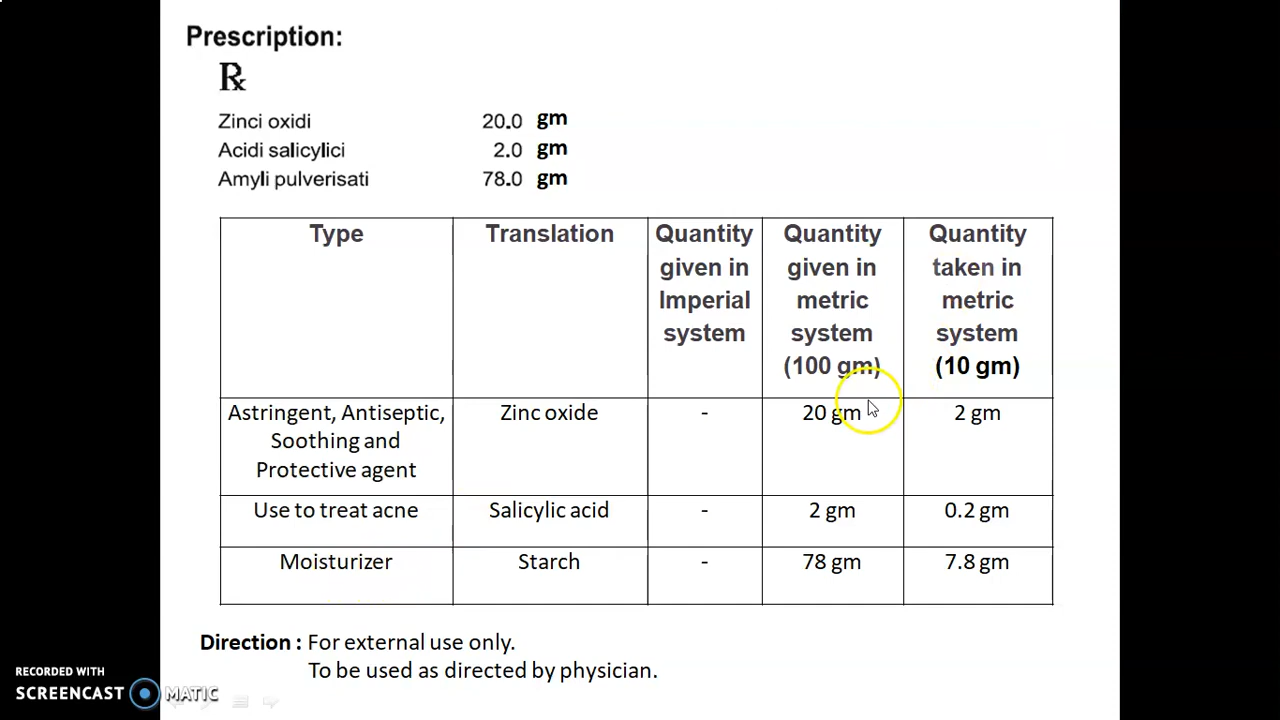 Prescription:
℞
Zinci oxidi 20.0 gm
Acidi salicylici 2.0 gm
Amyli pulverisati 78.0 gm
Type Translation Quantity given in Imperial system Quantity given in metric system (100 gm) Quantity taken in metric system (10 gm)
Astringent, Antiseptic, Soothing and Protective agent Zinc oxide - 20 gm 2 gm
Use to treat acne Salicylic acid - 2 gm 0.2 gm
Moisturizer Starch - 78 gm 7.8 gm
Direction : For external use only.
To be used as directed by physician.
RECORDED WITH
SCREENCAST MATIC